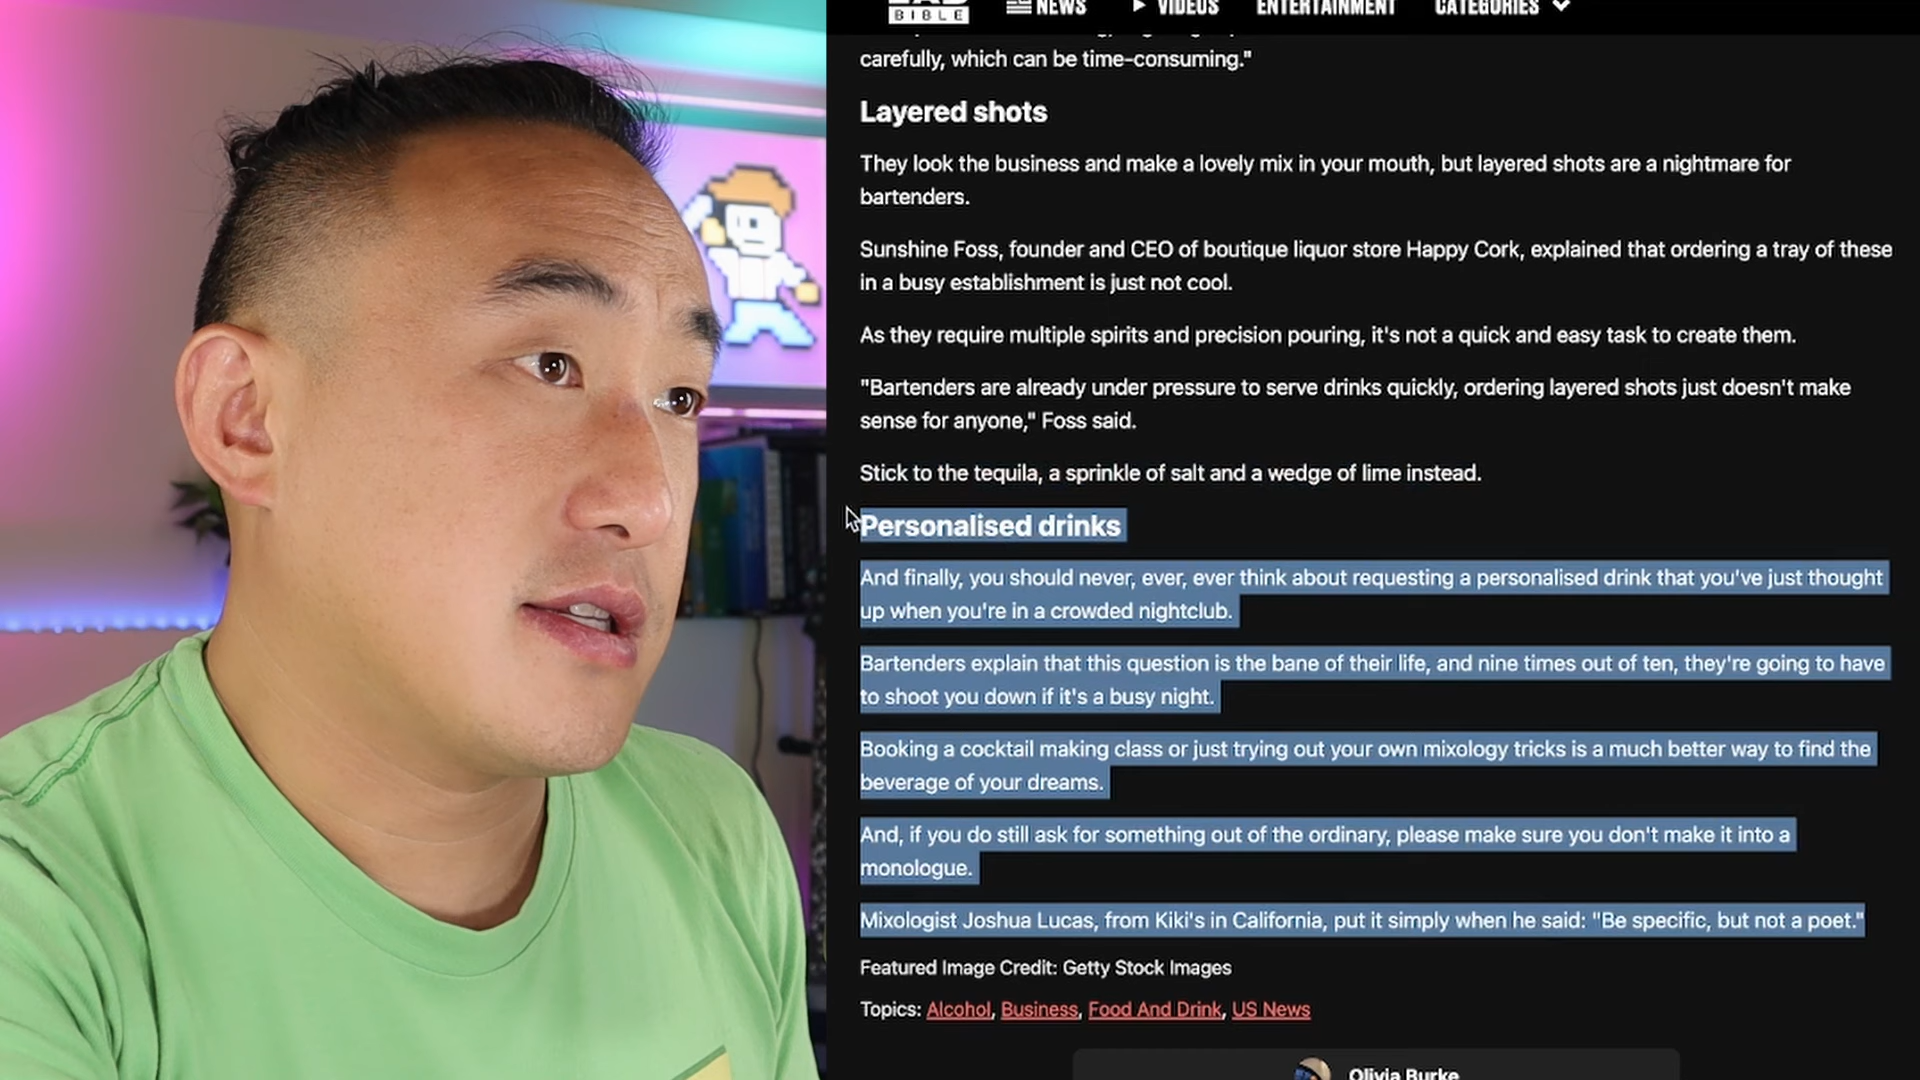 BIBLE
NEWS
VIDEOS
ENTERTAINMENT
CATEGORIES
carefully, which can be time-consuming."
Layered shots
They look the business and make a lovely mix in your mouth, but layered shots are a nightmare for
bartenders.
Sunshine Foss, founder and CEO of boutique liquor store Happy Cork, explained that ordering a tray of these
in a busy establishment is just not cool.
As they require multiple spirits and precision pouring, it's not a quick and easy task to create them.
"Bartenders are already under pressure to serve drinks quickly, ordering layered shots just doesn't make
sense for anyone," Foss said.
Stick to the tequila, a sprinkle of salt and a wedge of lime instead.
Personalised drinks
And finally, you should never, ever, ever think about requesting a personalised drink that you've just thought
up when you're in a crowded nightclub.
Bartenders explain that this question is the bane of their life, and nine times out of ten, they're going to have
to shoot you down if it's a busy night.
Booking a cocktail making class or just trying out your own mixology tricks is a much better way to find the
beverage of your dreams.
And, if you do still ask for something out of the ordinary, please make sure you don't make it into a
monologue.
Mixologist Joshua Lucas, from Kiki's in California, put it simply when he said: "Be specific, but not a poet."
Featured Image Credit: Getty Stock Images
Topics: Alcohol, Business, Food And Drink, US News
Olivia Burke